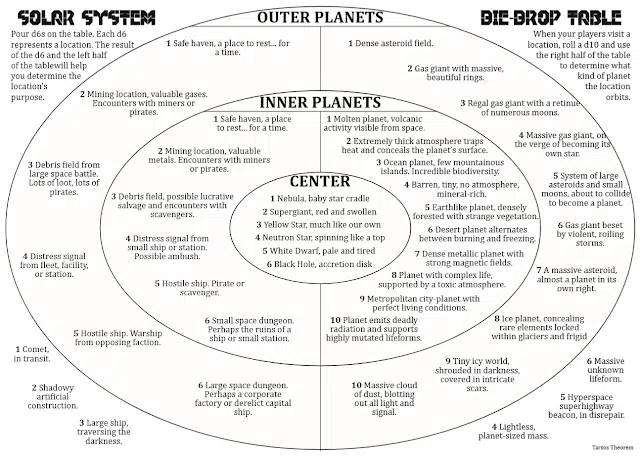 SOLAR SYSTEM
Pour d6s on the table. Each d6
represents a location. The result
of the d6 and the left half
of the tablewill help
you determine the
location's
purpose.
DIE-DROP TABLE
When your players visit a
location, roll a d10 and use
the right half of the table
to determine what
kind of planet
the location
orbits.
OUTER PLANETS
1 Safe haven, a place to rest... for
a time.
2 Mining location, valuable gases.
Encounters with miners or
pirates.
3 Debris field from
large space battle.
Lots of loot, lots of
pirates.
4 Distress signal
from fleet, facility,
or station.
5 Hostile ship. Warship
from opposing faction.
6 Large space dungeon.
Perhaps a corporate
factory or derelict capital
ship.
1 Dense asteroid field.
2 Gas giant with massive,
beautiful rings.
3 Regal gas giant with a retinue
of numerous moons.
4 Massive gas giant, on
the verge of becoming its
own star.
5 System of large
asteroids and small
moons, about to collide
to become a planet.
6 Gas giant beset
by violent, roiling
storms.
7 A massive asteroid,
almost a planet in its
own right.
8 Ice planet, concealing
rare elements locked
within glaciers and frigid
9 Tiny icy world,
shrouded in darkness,
covered in intricate
scars.
10 Massive cloud
of dust, blotting
out all light and
signal.
INNER PLANETS
1 Safe haven, a place
to rest... for a time.
2 Mining location, valuable
metals. Encounters with miners
or pirates.
3 Debris field, possible lucrative
salvage and encounters with
scavengers.
4 Distress signal from
small ship or station.
Possible ambush.
5 Hostile ship. Pirate or
scavenger.
6 Small space dungeon.
Perhaps the ruins of a
ship or small station.
1 Molten planet, volcanic
activity visible from space.
2 Extremely thick atmosphere traps
heat and conceals the planet's surface.
3 Ocean planet, few mountainous
islands. Incredible biodiversity.
4 Barren, tiny, no atmosphere,
mineral-rich.
5 Earthlike planet, densely
forested with strange vegetation.
6 Desert planet alternates
between burning and freezing.
7 Dense metallic planet with
strong magnetic fields.
8 Planet with complex life,
supported by a toxic atmosphere.
9 Metropolitan city-planet with
perfect living conditions.
10 Planet emits deadly
radiation and supports
highly mutated lifeforms.
CENTER
1 Nebula, baby star cradle
2 Supergiant, red and swollen
3 Yellow Star, much like our own
4 Neutron Star, spinning like a top
5 White Dwarf, pale and tired
6 Black Hole, accretion disk
1 Comet,
in transit.
2 Shadowy
artificial
construction.
3 Large ship,
traversing the
darkness.
4 Lightless,
planet-sized mass.
5 Hyperspace
superhighway
beacon, in disrepair.
6 Massive
unknown
lifeform.
Tarsos Theorem